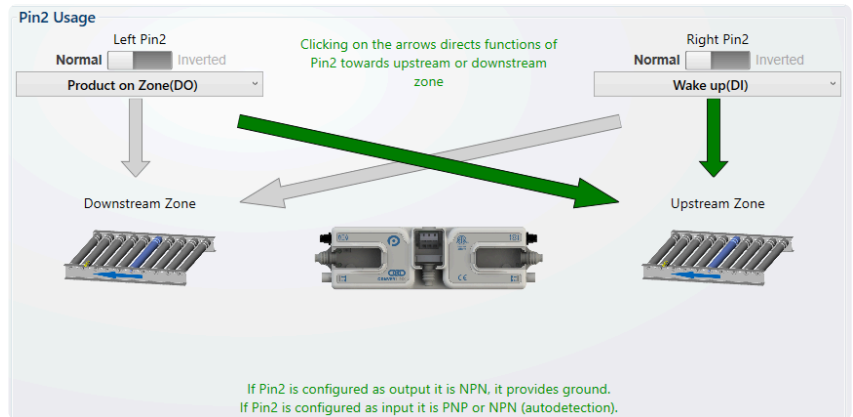 Pin2 Usage
Left Pin2
Normal Inverted
Product on Zone(DO)
Clicking on the arrows directs functions of
Pin2 towards upstream or downstream
zone
Right Pin2
Normal Inverted
Wake up(DI)
Downstream Zone
Upstream Zone
If Pin2 is configured as output it is NPN, it provides ground.
If Pin2 is configured as input it is PNP or NPN (autodetection).